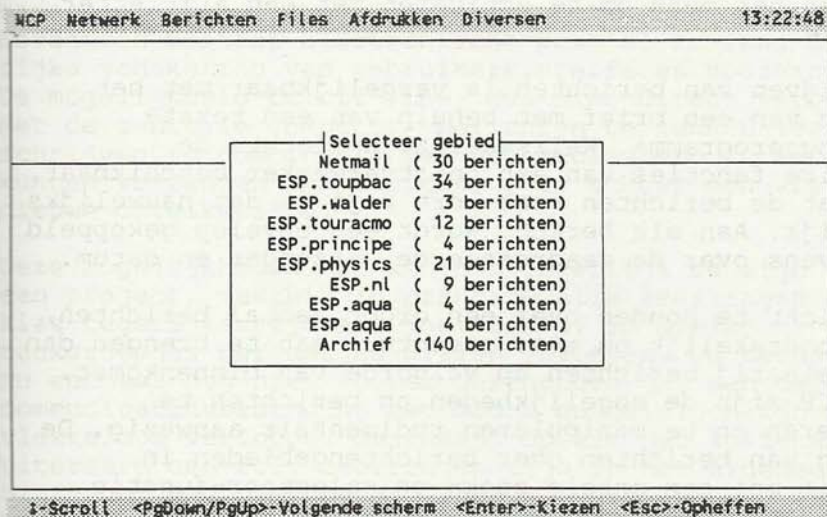 NCP Netwerk Berichten Files Afdrukken Diversen 13:22:48
Selecteer gebied
Netmail ( 30 berichten)
ESP.toupbac ( 34 berichten)
ESP.walder ( 3 berichten)
ESP.touracmo ( 12 berichten)
ESP.principe ( 4 berichten)
ESP.physics ( 21 berichten)
ESP.nl ( 9 berichten)
ESP.aqua ( 4 berichten)
ESP.aqua ( 4 berichten)
Archief (140 berichten)
↕-Scroll <PgDown/PgUp>-Volgende scherm <Enter>-Kiezen <Esc>-Opheffen